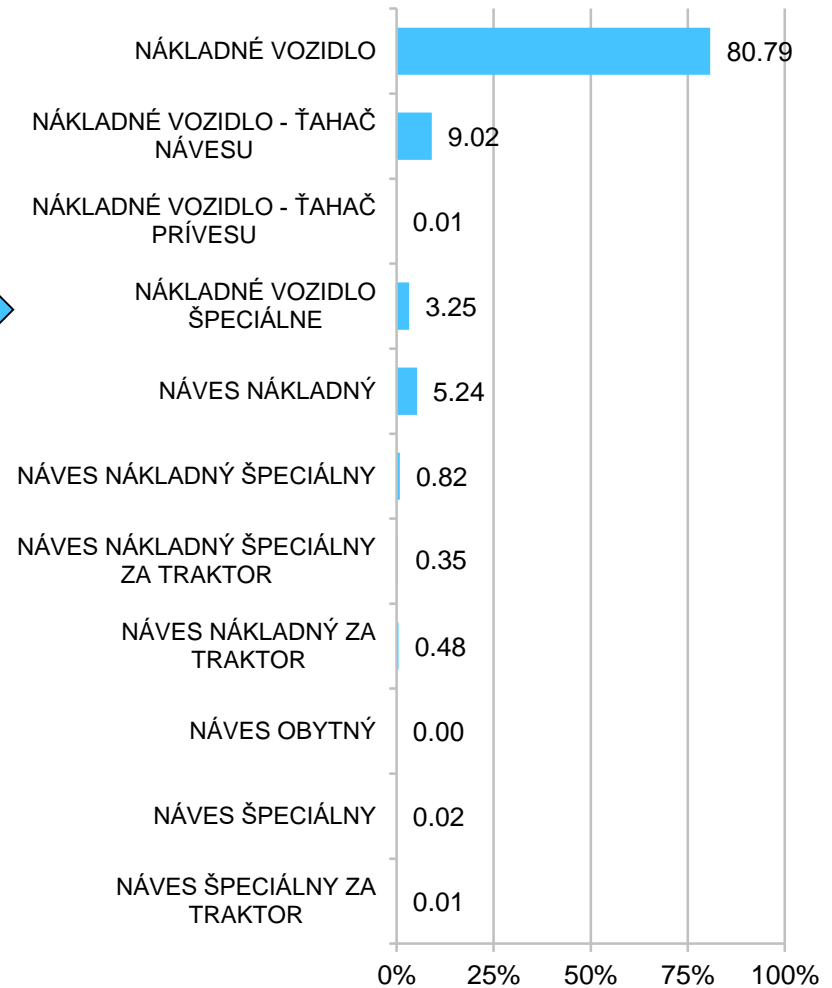 NÁKLADNÉ VOZIDLO
80.79
NÁKLADNÉ VOZIDLO - ŤAHAČ
NÁVESU
9.02
NÁKLADNÉ VOZIDLO - ŤAHAČ
PRÍVESU
0.01
NÁKLADNÉ VOZIDLO
ŠPECIÁLNE
3.25
NÁVES NÁKLADNÝ
5.24
NÁVES NÁKLADNÝ ŠPECIÁLNY
0.82
NÁVES NÁKLADNÝ ŠPECIÁLNY
ZA TRAKTOR
0.35
NÁVES NÁKLADNÝ ZA
TRAKTOR
0.48
NÁVES OBYTNÝ
0.00
NÁVES ŠPECIÁLNY
0.02
NÁVES ŠPECIÁLNY ZA
TRAKTOR
0.01
0% 25% 50% 75% 100%